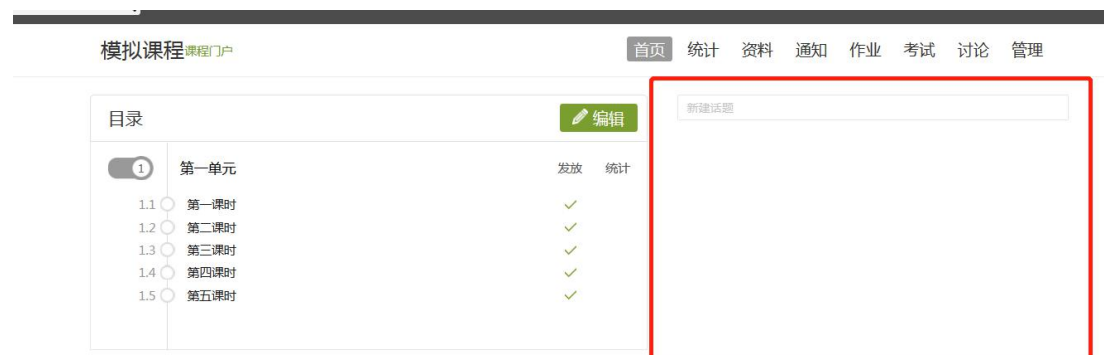 模拟课程课程门户
首页 统计 资料 通知 作业 考试 讨论 管理
目录
编辑
新建话题
1 第一单元 发放 统计
1.1 第一课时
1.2 第二课时
1.3 第三课时
1.4 第四课时
1.5 第五课时